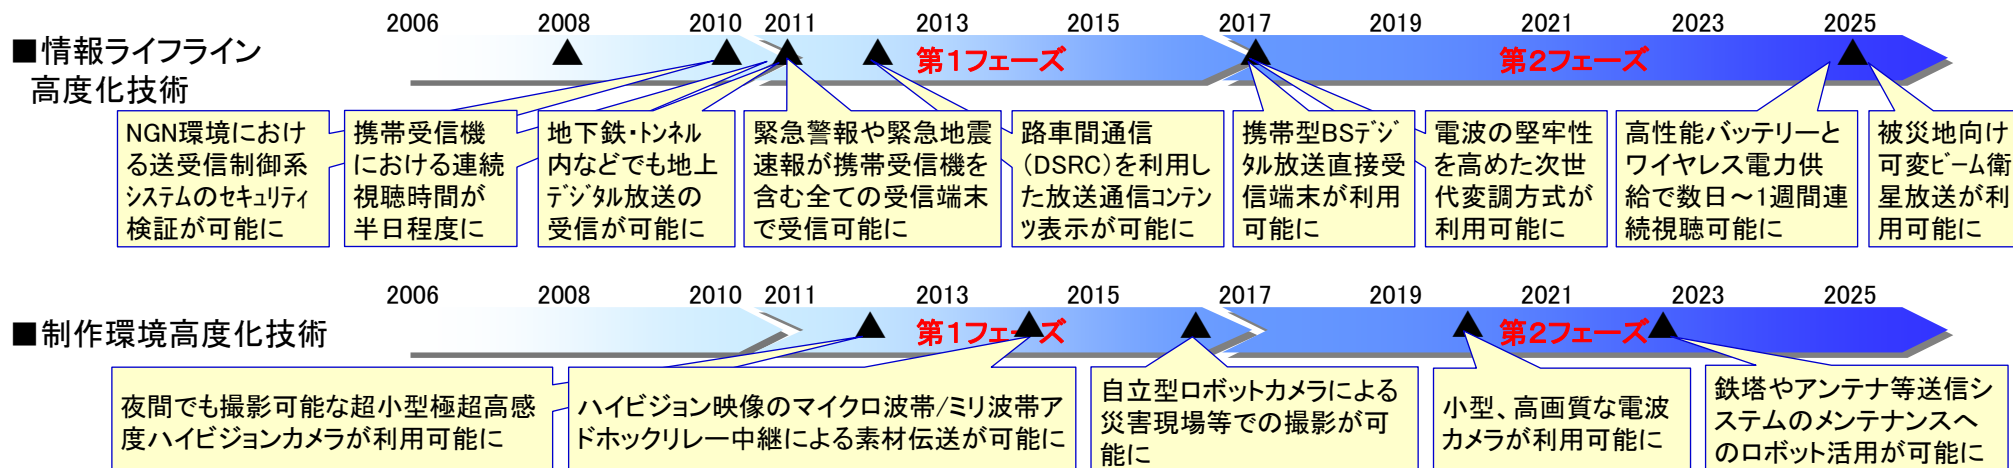 2006 2008 2010 2011 2013 2015 2017 2019 2021 2023 2025
■情報ライフライン
高度化技術
第1フェーズ
第2フェーズ
NGN環境におけ
る送受信制御系
システムのセキュリティ
検証が可能に
携帯受信機
における連続
視聴時間が
半日程度に
地下鉄・トンネル
内などでも地上
デジタル放送の
受信が可能に
緊急警報や緊急地震
速報が携帯受信機を
含む全ての受信端末
で受信可能に
路車間通信
(DSRC)を利用し
た放送通信コンテン
ツ表示が可能に
携帯型BSデジ
タル放送直接受
信端末が利用
可能に
電波の堅牢性
を高めた次世
代変調方式が
利用可能に
高性能バッテリーと
ワイヤレス電力供
給で数日～1週間連
続視聴可能に
被災地向け
可変ビーム衛
星放送が利
用可能に
2006 2008 2010 2011 2013 2015 2017 2019 2021 2023 2025
■制作環境高度化技術
第1フェーズ
第2フェーズ
夜間でも撮影可能な超小型極超高感
度ハイビジョンカメラが利用可能に
ハイビジョン映像のマイクロ波帯/ミリ波帯ア
ドホックリレー中継による素材伝送が可能に
自立型ロボットカメラによる
災害現場等での撮影が可
能に
小型、高画質な電波
カメラが利用可能に
鉄塔やアンテナ等送信シ
ステムのメンテナンスへ
のロボット活用が可能に